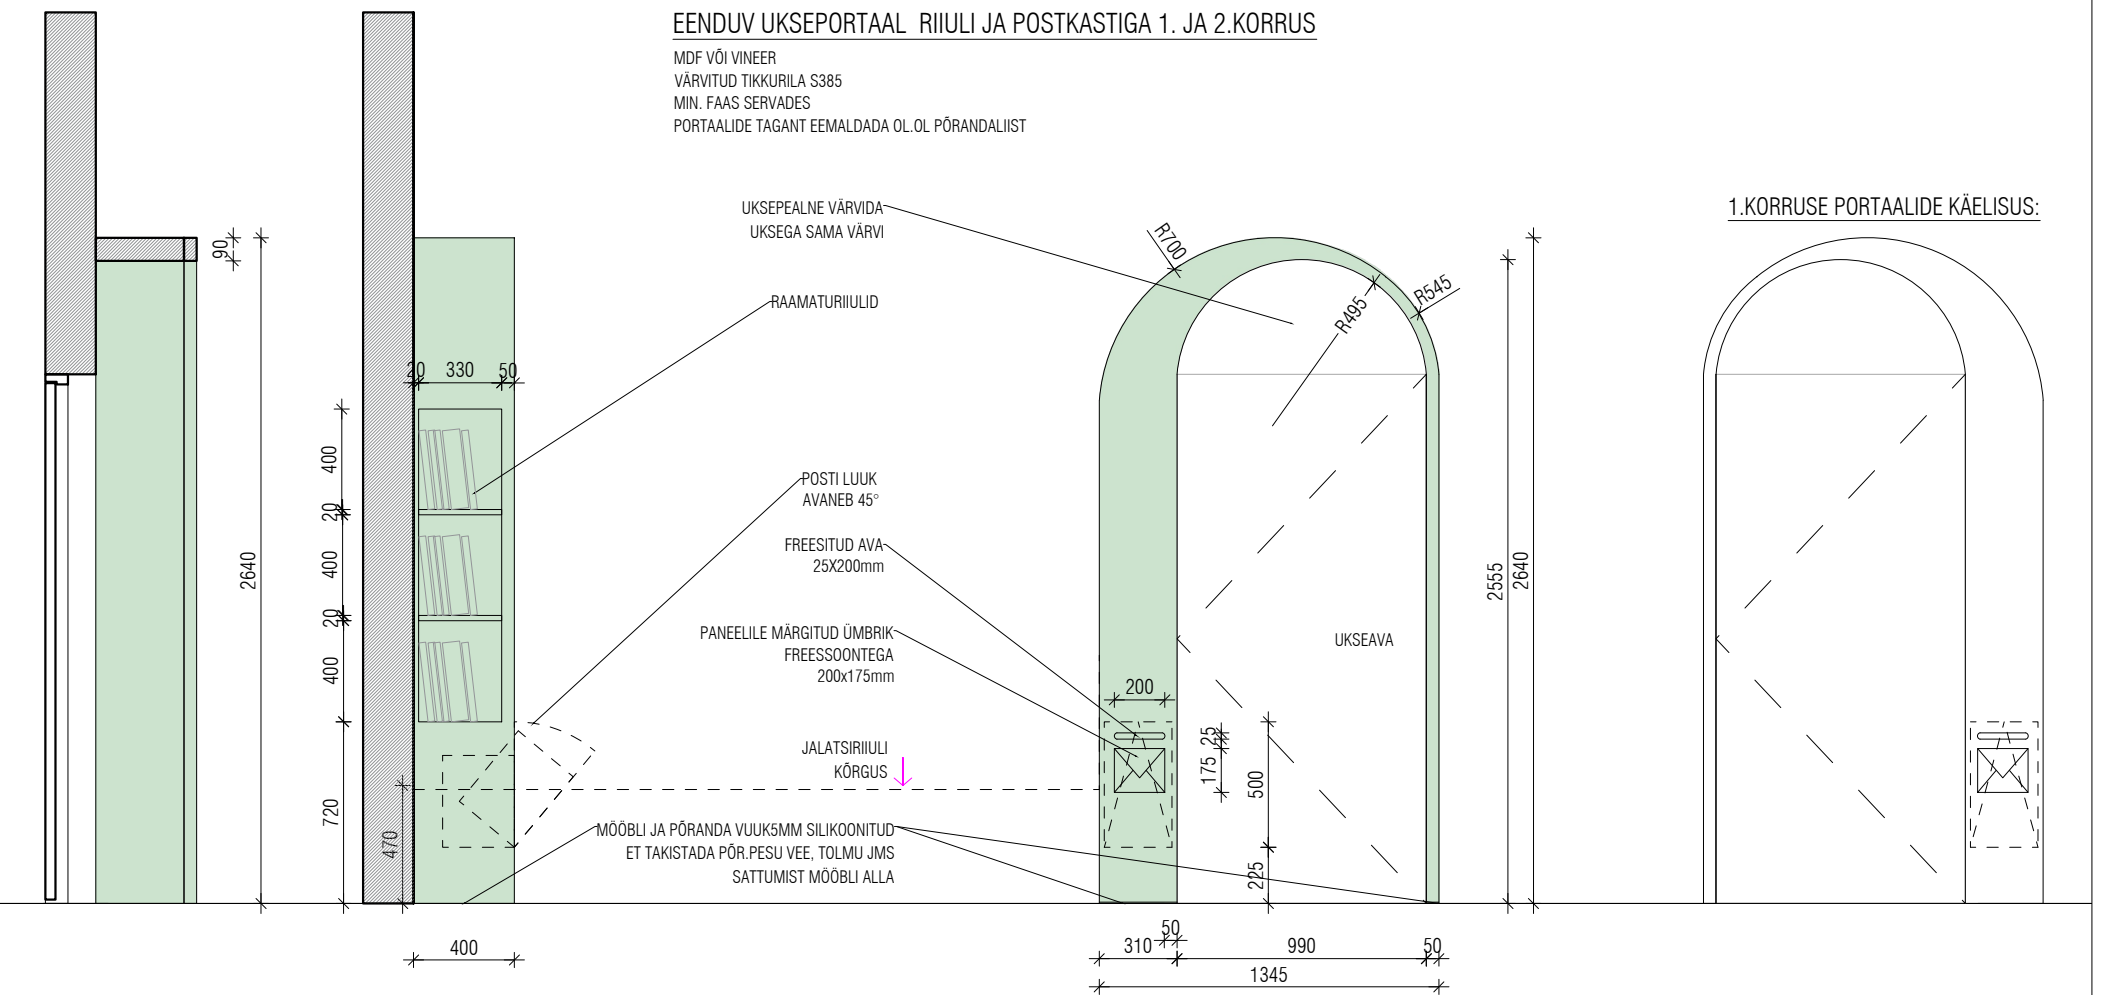 EENDUV UKSEPORTAAL RIIULI JA POSTKASTIGA 1. JA 2.KORRUS
MDF VÕI VINEER
VÄRVITUD TIKKURILA S385
MIN. FAAS SERVADES
PORTAALIDE TAGANT EEMALDADA OL.OL PÕRANDALIIST
90
2640
20 330 50
400
20
400
20
400
720
470
400
UKSEPEALNE VÄRVIDA
UKSEGA SAMA VÄRVI
RAAMATURIIULID
POSTI LUUK
AVANEB 45°
FREESITUD AVA
25X200mm
PANEELILE MÄRGITUD ÜMBRIK
FREESSOONTEGA
200x175mm
JALATSIRIIULI
KÕRGUS
MÖÖBLI JA PÕRANDA VUUK5MM SILIKOONITUD
ET TAKISTADA PÕR.PESU VEE, TOLMU JMS
SATTUMIST MÖÖBLI ALLA
R700
R495
R545
UKSEAVA
200
25
175
500
225
2555
2640
50
310 990 50
1345
1.KORRUSE PORTAALIDE KÄELISUS: